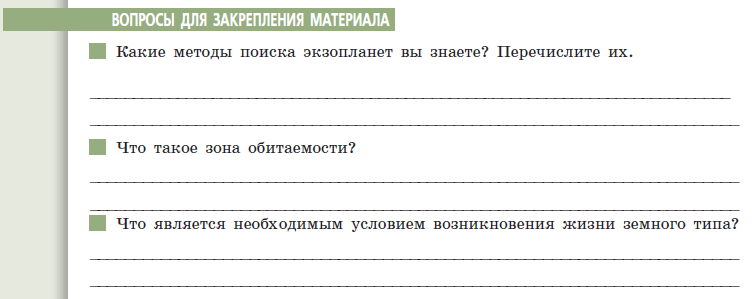 ВОПРОСЫ ДЛЯ ЗАКРЕПЛЕНИЯ МАТЕРИАЛА
Какие методы поиска экзопланет вы знаете? Перечислите их.
Что такое зона обитаемости?
Что является необходимым условием возникновения жизни земного типа?